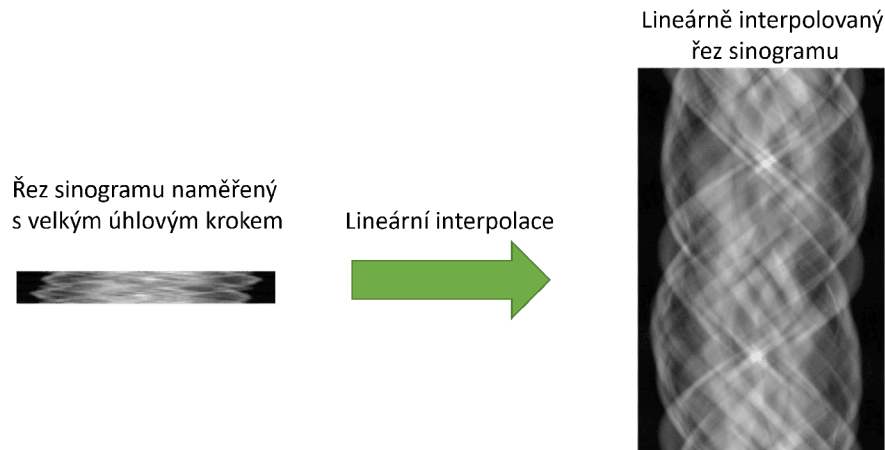 Řez sinogramu naměřený
s velkým úhlovým krokem
Lineární interpolace
Lineárně interpolovaný
řez sinogramu